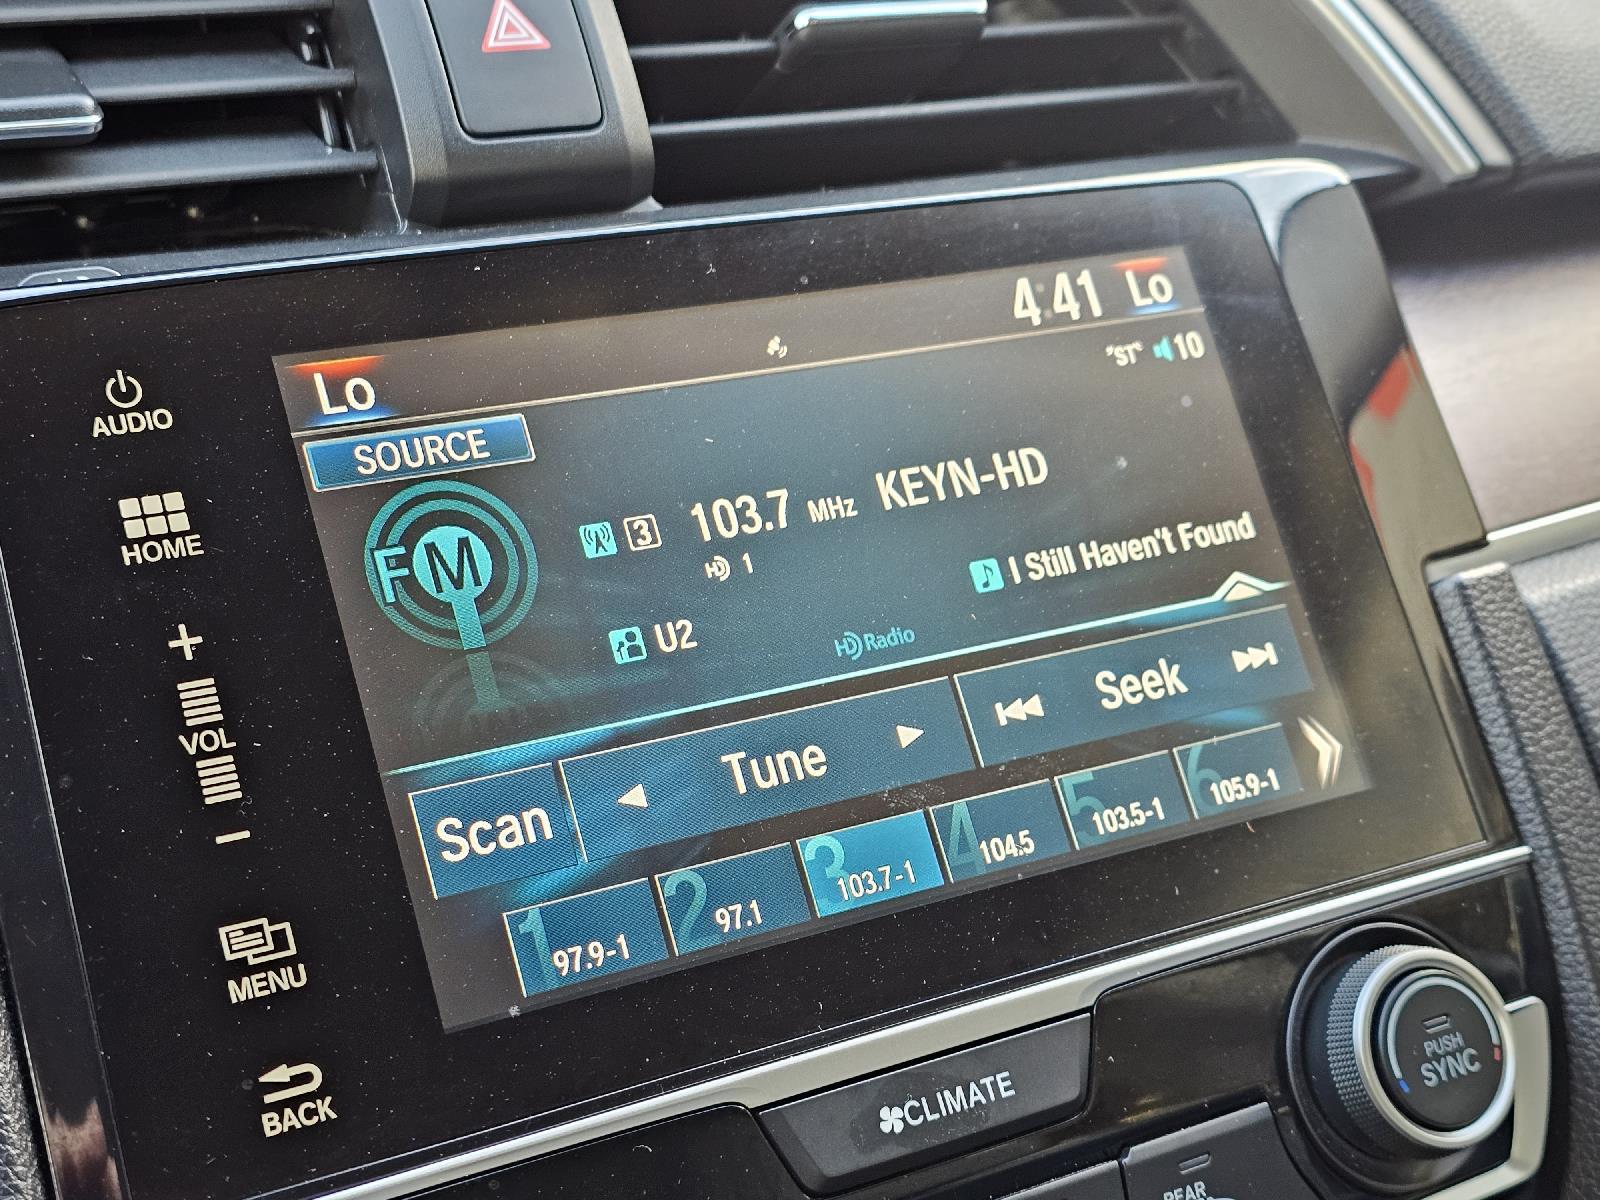 4:41 Lo
Lo
"ST" 10
SOURCE
FM
3 103.7 MHz KEYN-HD
HD 1
I Still Haven't Found
U2
HD Radio
Scan Tune Seek
1 97.9-1
2 97.1
3 103.7-1
4 104.5
5 103.5-1
6 105.9-1
AUDIO
HOME
+
VOL
−
MENU
BACK
CLIMATE
PUSH
SYNC
REAR